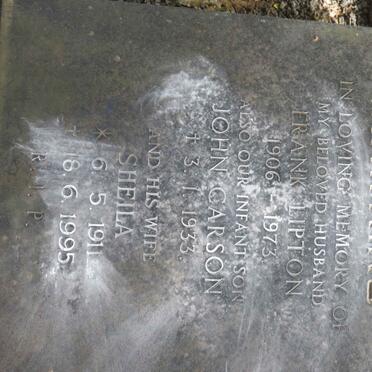 IN LOVING MEMORY OF
MY BELOVED HUSBAND
FRANK LIPTON
1906 1973
ALSO OUR INFANT SON
JOHN CARSON
4. 3. 1933
AND HIS WIFE
SHEILA
* 6. 5. 1911
† 8. 6. 1995
R. I. P.